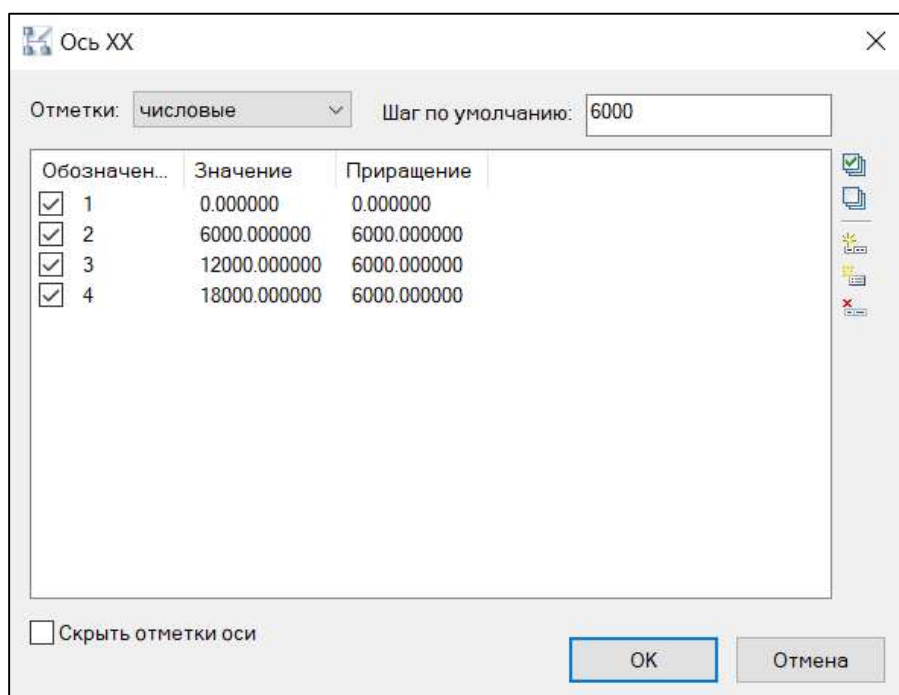 Ось XX
Отметки: числовые Шаг по умолчанию: 6000
Обозначен... Значение Приращение
1 0.000000 0.000000
2 6000.000000 6000.000000
3 12000.000000 6000.000000
4 18000.000000 6000.000000
Скрыть отметки оси
OK Отмена